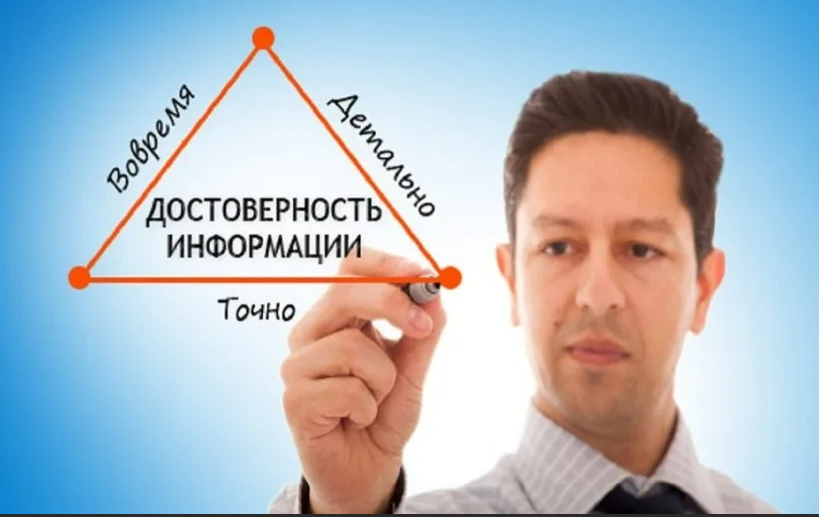 Вовремя
Детально
ДОСТОВЕРНОСТЬ
ИНФОРМАЦИИ
Точно